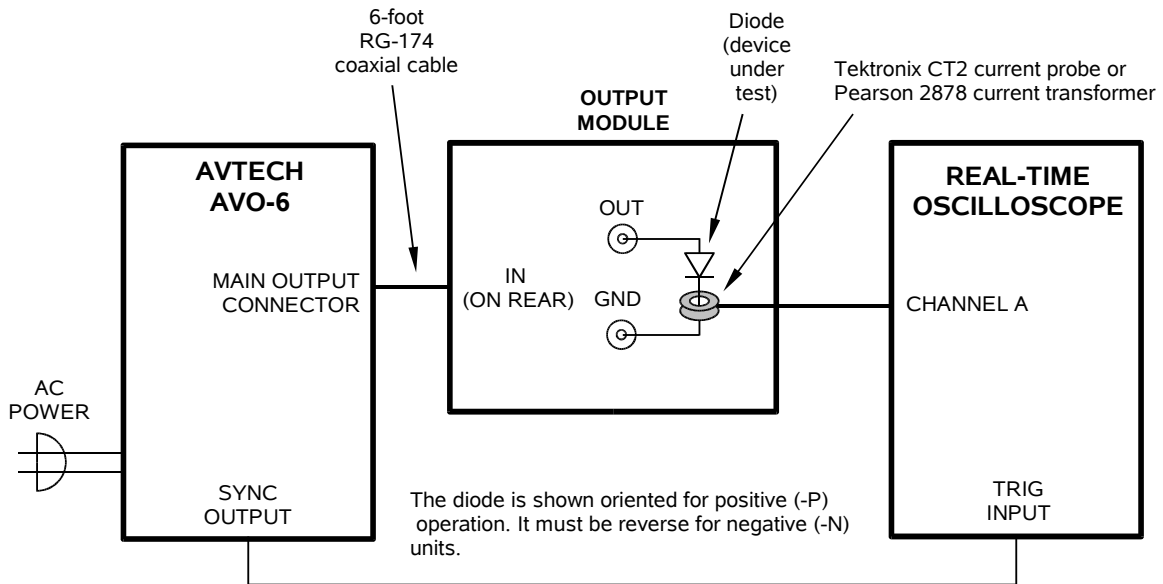 6-foot
RG-174
coaxial cable
Diode
(device
under
test)
Tektronix CT2 current probe or
Pearson 2878 current transformer
OUTPUT
MODULE
AVTECH
AVO-6
REAL-TIME
OSCILLOSCOPE
OUT
MAIN OUTPUT
CONNECTOR
IN
(ON REAR)
GND
CHANNEL A
AC
POWER
SYNC
OUTPUT
The diode is shown oriented for positive (-P)
operation. It must be reverse for negative (-N)
units.
TRIG
INPUT